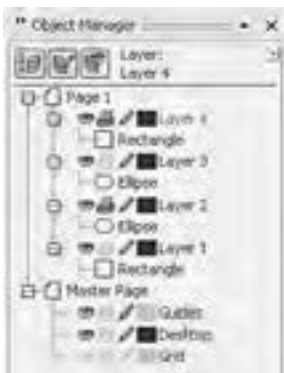 Object Manager
Layer:
Layer 4
Page 1
Layer 4
Rectangle
Layer 3
Ellipse
Layer 2
Ellipse
Layer 1
Rectangle
Master Page
Guides
Desktop
Grid